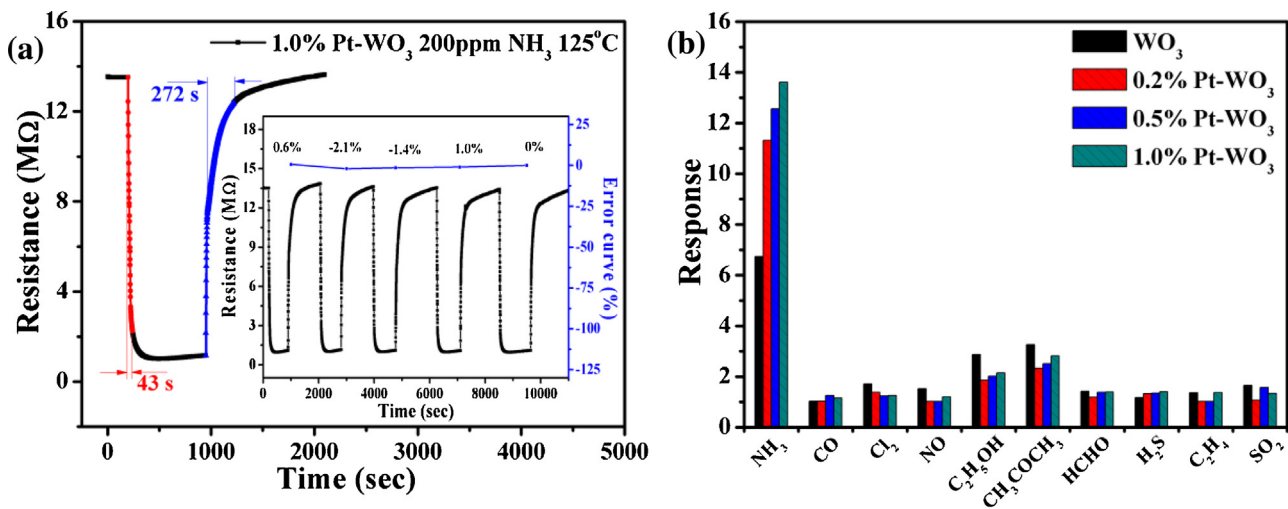 (a)
1.0% Pt-WO₃ 200ppm NH₃ 125°C
Resistance (MΩ)
16
12
8
4
0
272 s
43 s
0 1000 2000 3000 4000 5000
Time (sec)
0.6% -2.1% -1.4% 1.0% 0%
Resistance (MΩ)
18
15
12
9
6
3
0
25
0
-25
-50
-75
-100
-125
Error curve (%)
0 2000 4000 6000 8000 10000
Time (sec)
(b)
WO₃
0.2% Pt-WO₃
0.5% Pt-WO₃
1.0% Pt-WO₃
Response
16
14
12
10
8
6
4
2
0
NH₃ CO Cl₂ NO C₂H₅OH CH₃COCH₃ HCHO H₂S C₂H₄ SO₂